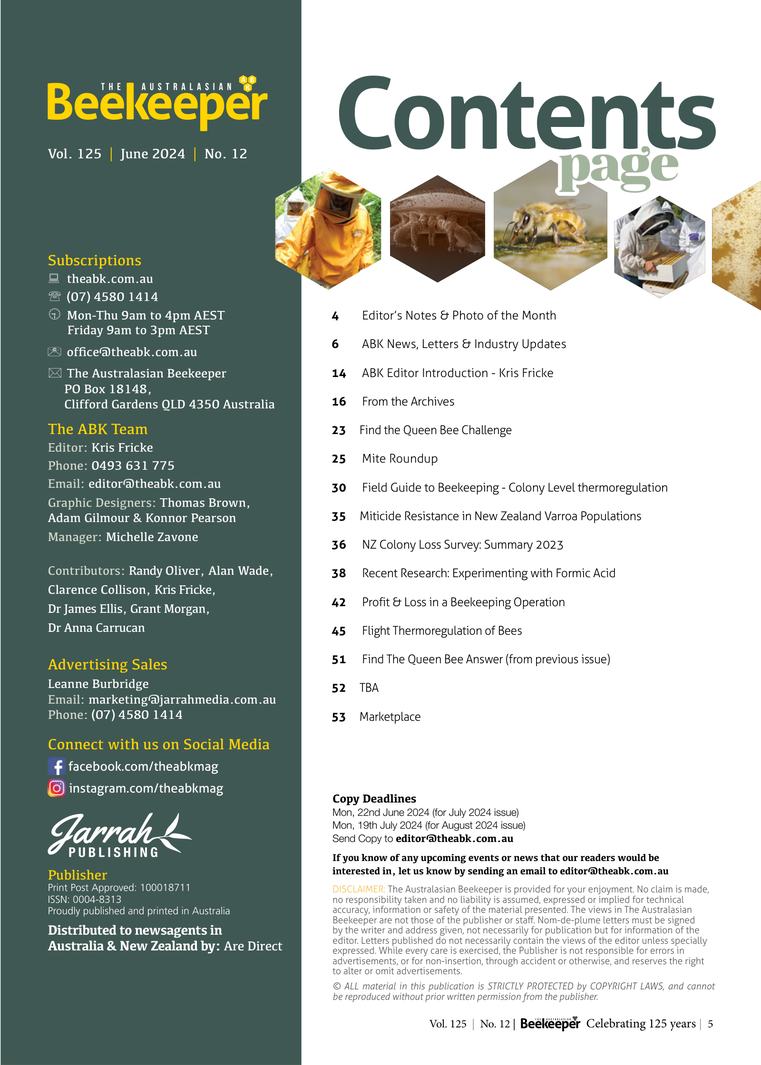 THE AUSTRALASIAN
Beekeeper
Vol. 125 | June 2024 | No. 12
Subscriptions
theabk.com.au
(07) 4580 1414
Mon-Thu 9am to 4pm AEST
Friday 9am to 3pm AEST
office@theabk.com.au
The Australasian Beekeeper
PO Box 18148,
Clifford Gardens QLD 4350 Australia
The ABK Team
Editor: Kris Fricke
Phone: 0493 631 775
Email: editor@theabk.com.au
Graphic Designers: Thomas Brown,
Adam Gilmour & Konnor Pearson
Manager: Michelle Zavone
Contributors: Randy Oliver, Alan Wade,
Clarence Collison, Kris Fricke,
Dr James Ellis, Grant Morgan,
Dr Anna Carrucan
Advertising Sales
Leanne Burbridge
Email: marketing@jarrahmedia.com.au
Phone: (07) 4580 1414
Connect with us on Social Media
facebook.com/theabkmag
instagram.com/theabkmag
Jarrah
PUBLISHING
Publisher
Print Post Approved: 100018711
ISSN: 0004-8313
Proudly published and printed in Australia
Distributed to newsagents in
Australia & New Zealand by: Are Direct
Contents
page
4 Editor's Notes & Photo of the Month
6 ABK News, Letters & Industry Updates
14 ABK Editor Introduction - Kris Fricke
16 From the Archives
23 Find the Queen Bee Challenge
25 Mite Roundup
30 Field Guide to Beekeeping - Colony Level thermoregulation
35 Miticide Resistance in New Zealand Varroa Populations
36 NZ Colony Loss Survey: Summary 2023
38 Recent Research: Experimenting with Formic Acid
42 Profit & Loss in a Beekeeping Operation
45 Flight Thermoregulation of Bees
51 Find The Queen Bee Answer (from previous issue)
52 TBA
53 Marketplace
Copy Deadlines
Mon, 22nd June 2024 (for July 2024 issue)
Mon, 19th July 2024 (for August 2024 issue)
Send Copy to editor@theabk.com.au
If you know of any upcoming events or news that our readers would be
interested in, let us know by sending an email to editor@theabk.com.au
DISCLAIMER: The Australasian Beekeeper is provided for your enjoyment. No claim is made,
no responsibility taken and no liability is assumed, expressed or implied for technical
accuracy, information or safety of the material presented. The views in The Australasian
Beekeeper are not those of the publisher or staff. Nom-de-plume letters must be signed
by the writer and address given, not necessarily for publication but for information of the
editor. Letters published do not necessarily contain the views of the editor unless specially
expressed. While every care is exercised, the Publisher is not responsible for errors in
advertisements, or for non-insertion, through accident or otherwise, and reserves the right
to alter or omit advertisements.
© ALL material in this publication is STRICTLY PROTECTED by COPYRIGHT LAWS, and cannot
be reproduced without prior written permission from the publisher.
Vol. 125 | No. 12 | Beekeeper Celebrating 125 years | 5